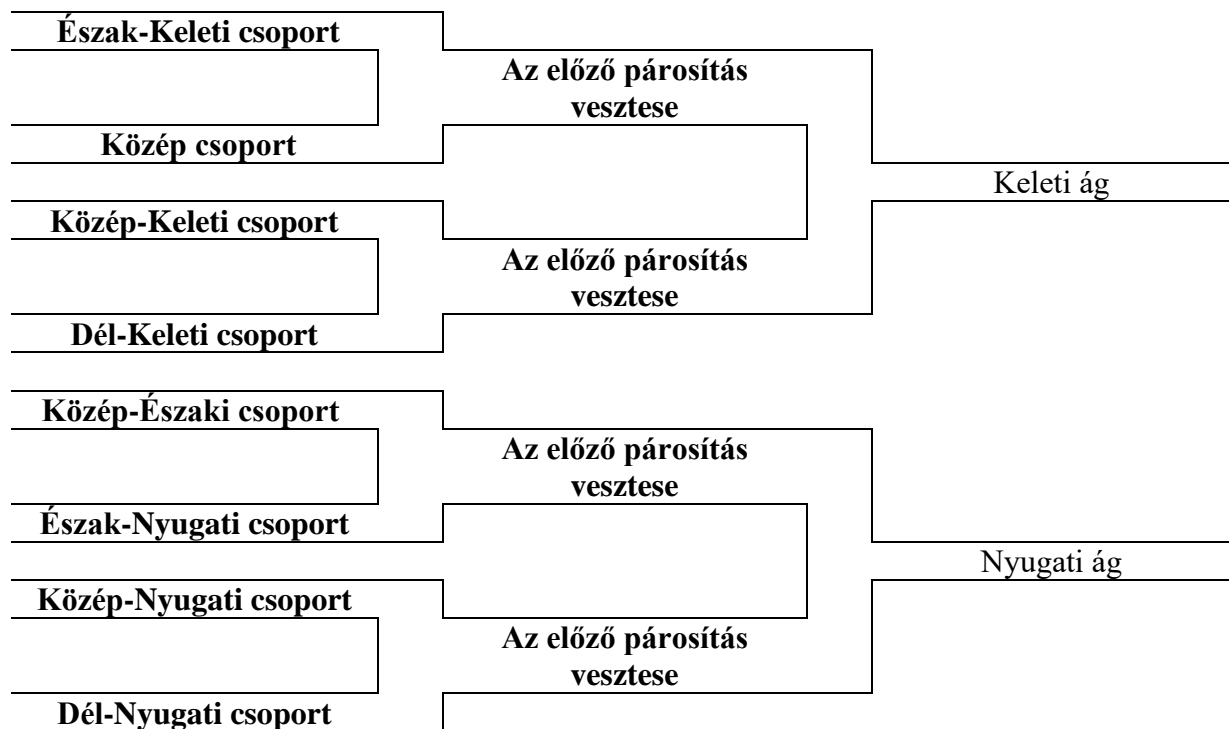 Észak-Keleti csoport
Az előző párosítás
vesztese
Közép csoport
Keleti ág
Közép-Keleti csoport
Az előző párosítás
vesztese
Dél-Keleti csoport
Közép-Északi csoport
Az előző párosítás
vesztese
Észak-Nyugati csoport
Nyugati ág
Közép-Nyugati csoport
Az előző párosítás
vesztese
Dél-Nyugati csoport